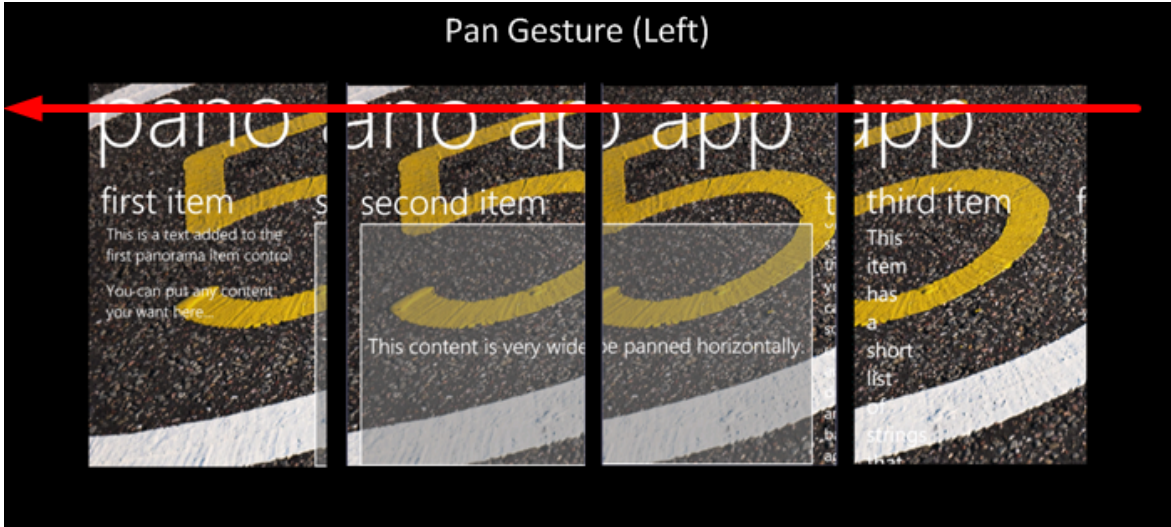 Pan Gesture (Left)
pano
ano ap
app
app
first item
s
second item
t
third item
f
This is a text added to the
first panorama item control
You can put any content
you want here...
This content is very wide
be panned horizontally.
This
item
has
a
short
list
of
strings
that